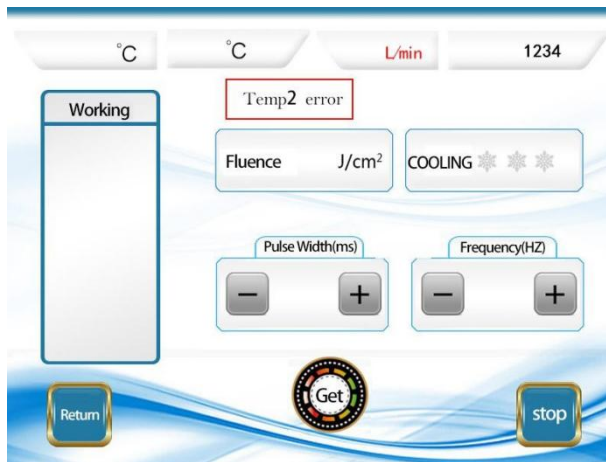 °C
°C
L/min
1234
Working
Temp2 error
Fluence J/cm²
COOLING
Pulse Width(ms)
Frequency(HZ)
− +
− +
Return
Get
stop